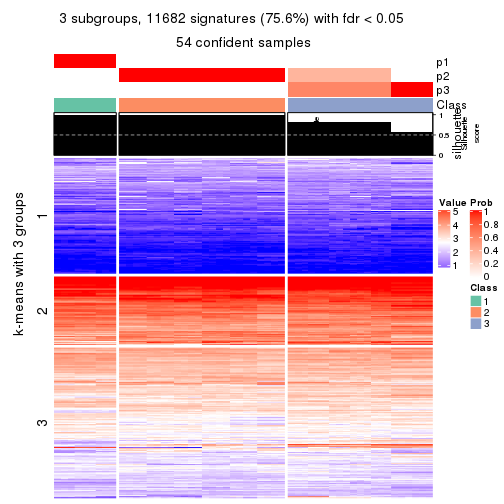 3 subgroups, 11682 signatures (75.6%) with fdr < 0.05
54 confident samples
p1
p2
p3
Class
1
0.5
0
silhouette
Silhouette
score
k-means with 3 groups
1
2
3
Value
5
4
3
2
1
Prob
1
0.8
0.6
0.4
0.2
0
Class
1
2
3